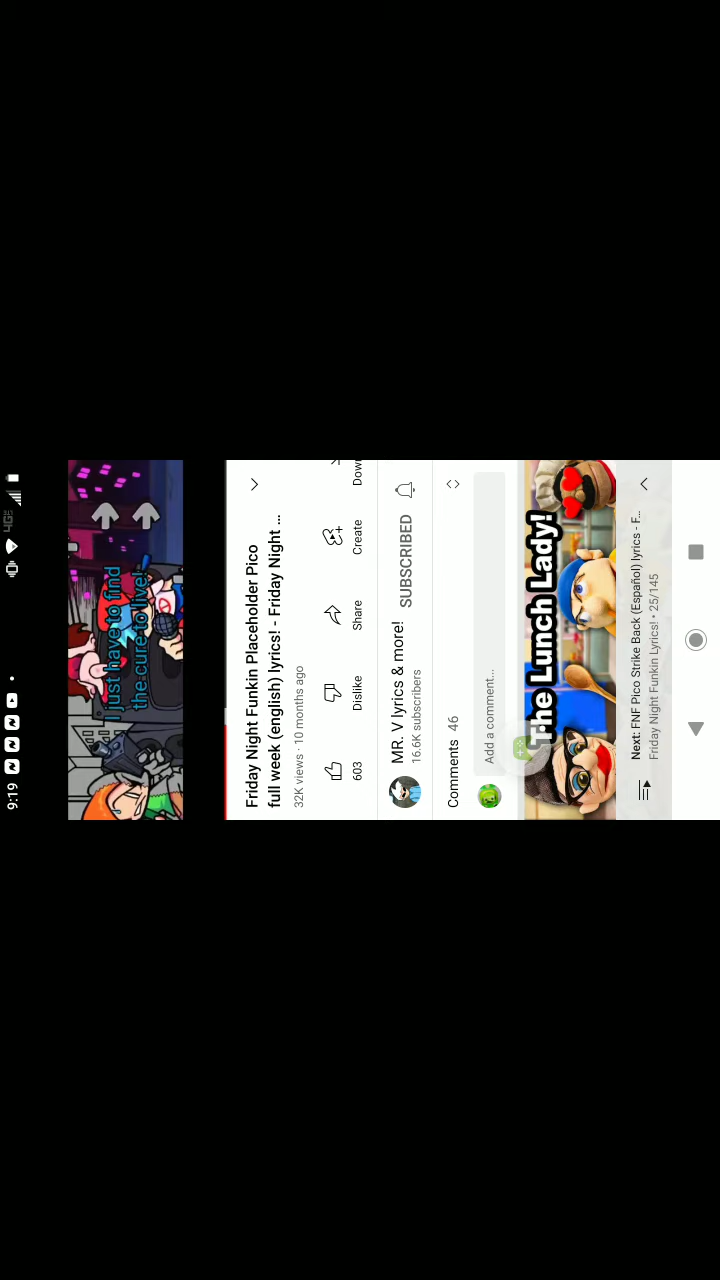 9:19
4G
I just have to find
the cure to live!
Friday Night Funkin Placeholder Pico
full week (english) lyrics! - Friday Night ...
32K views · 10 months ago
603
Dislike
Share
Create
Down
MR. V lyrics & more!
16.6K subscribers
SUBSCRIBED
Comments 46
Add a comment...
The Lunch Lady!
Next: FNF Pico Strike Back (Español) lyrics - F...
Friday Night Funkin Lyrics! • 25/145